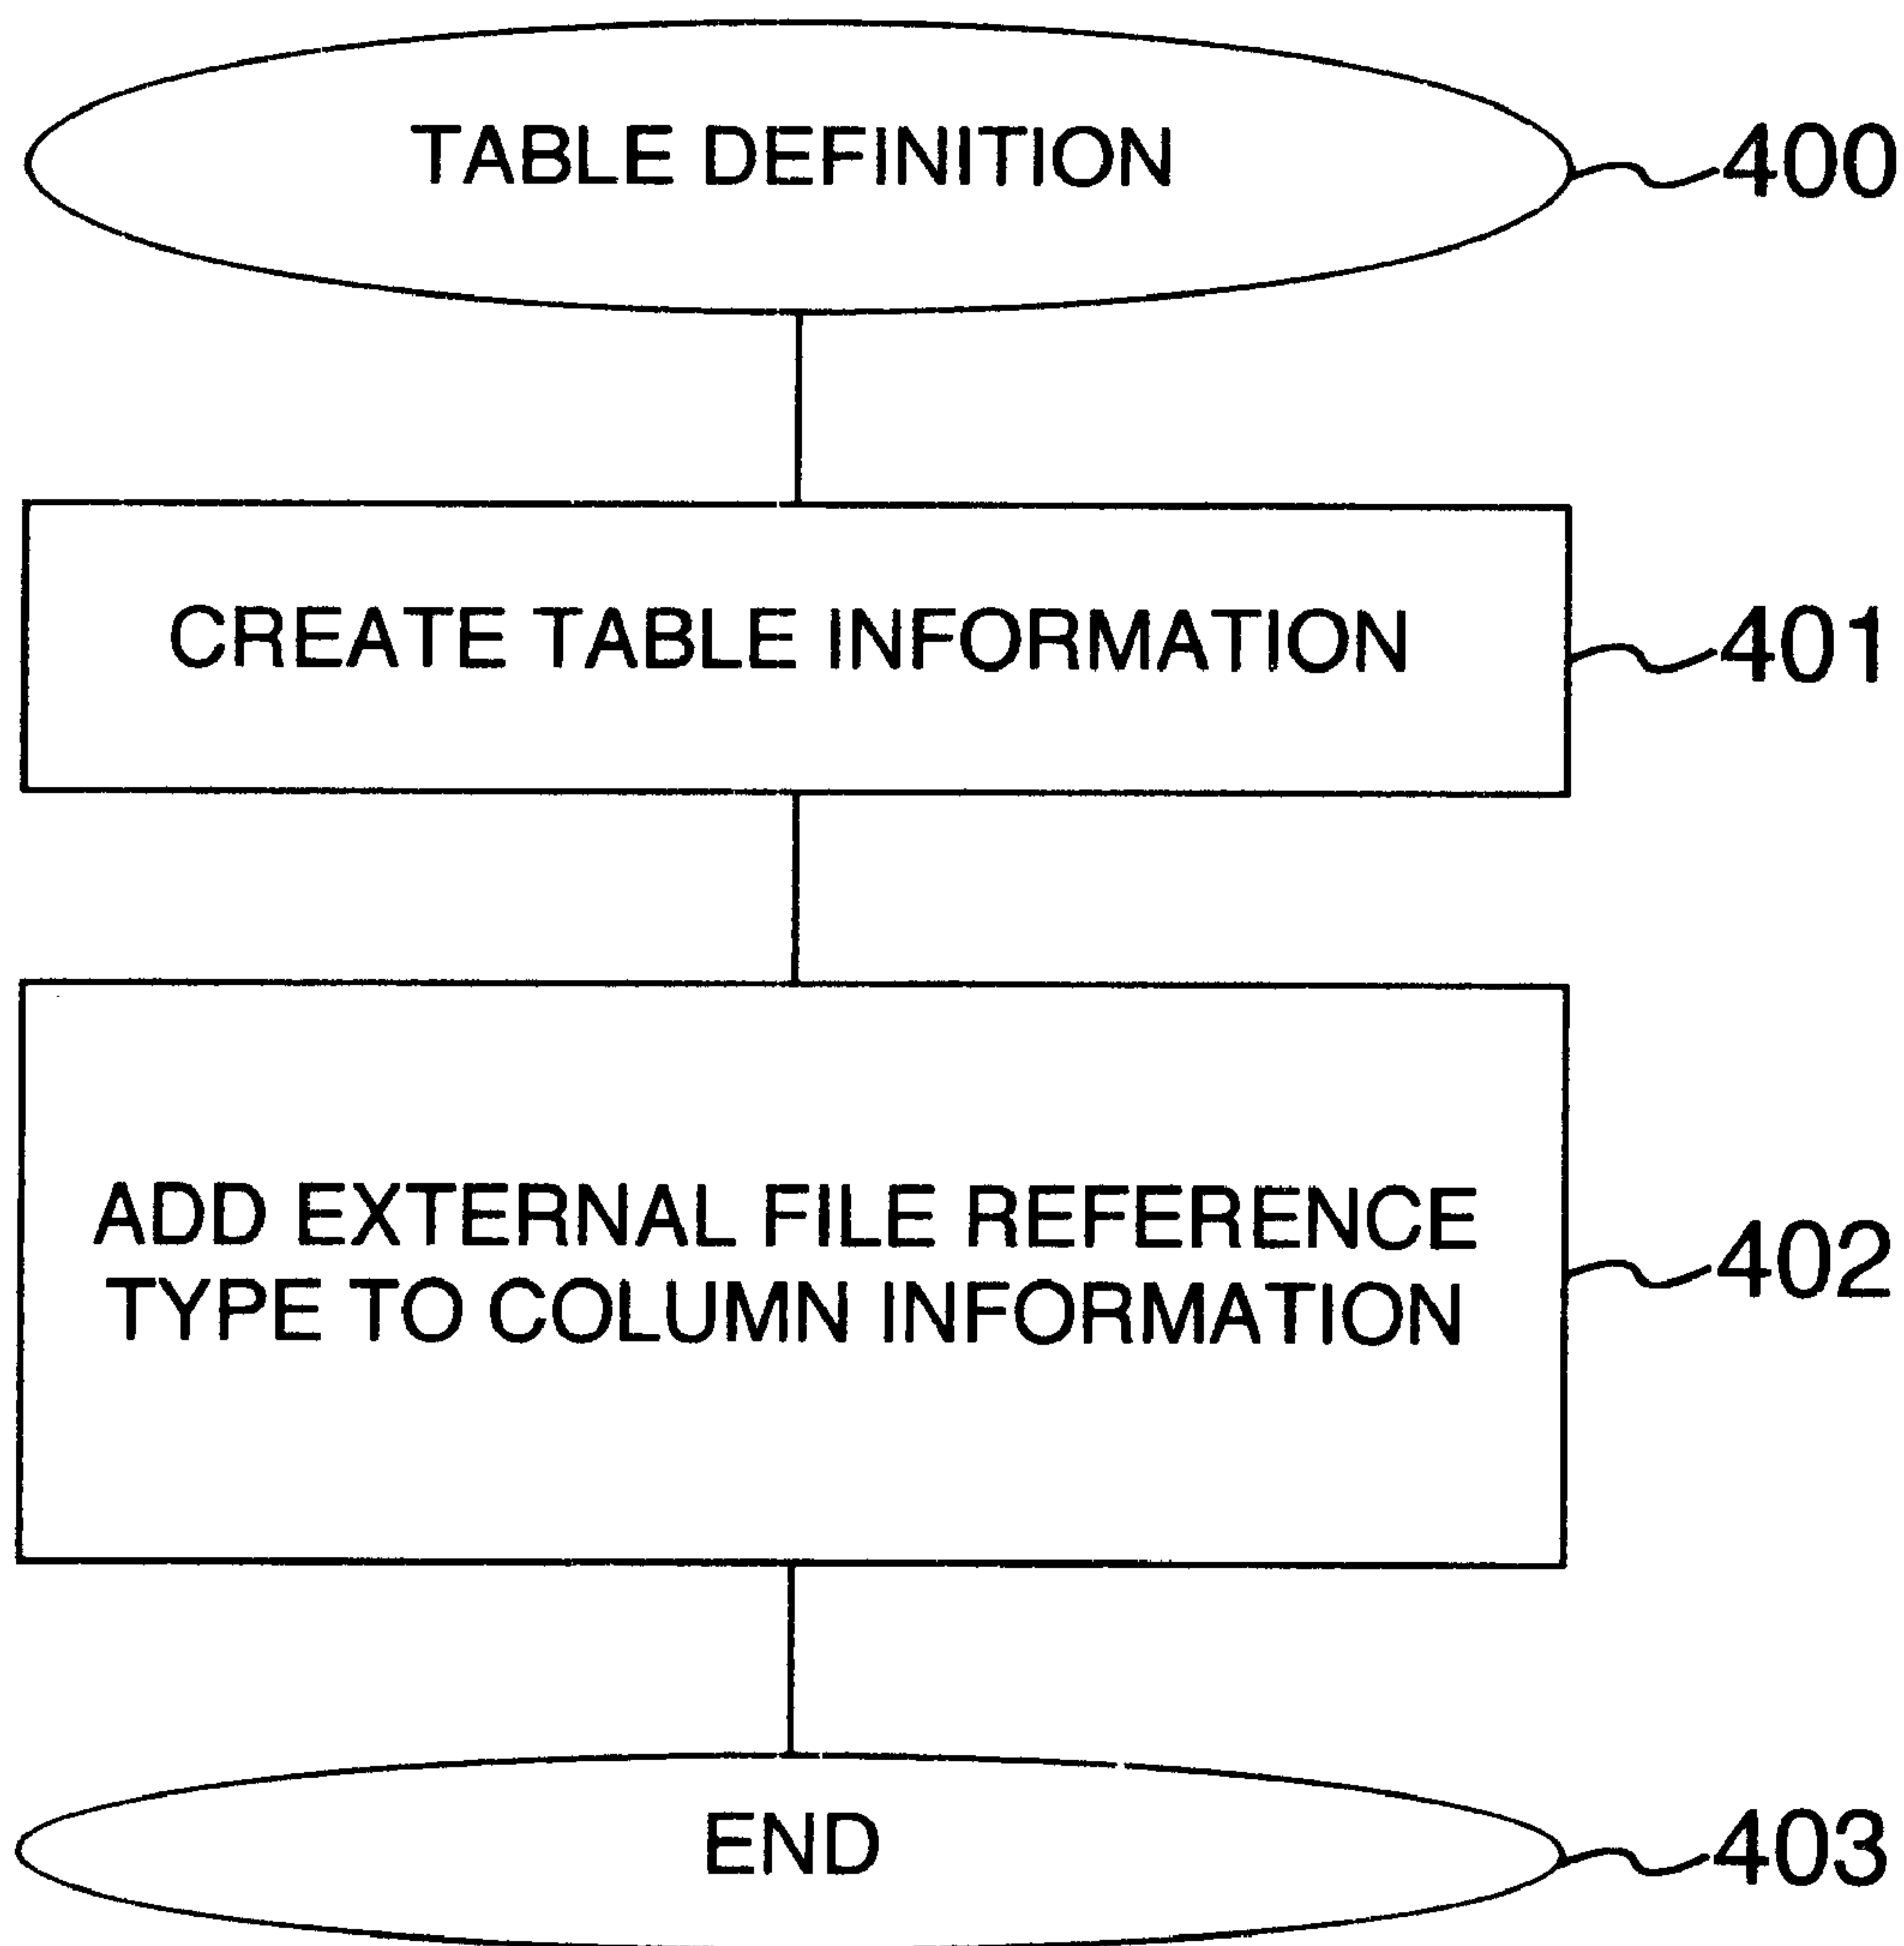 TABLE DEFINITION
400
CREATE TABLE INFORMATION
401
ADD EXTERNAL FILE REFERENCE
TYPE TO COLUMN INFORMATION
402
END
403